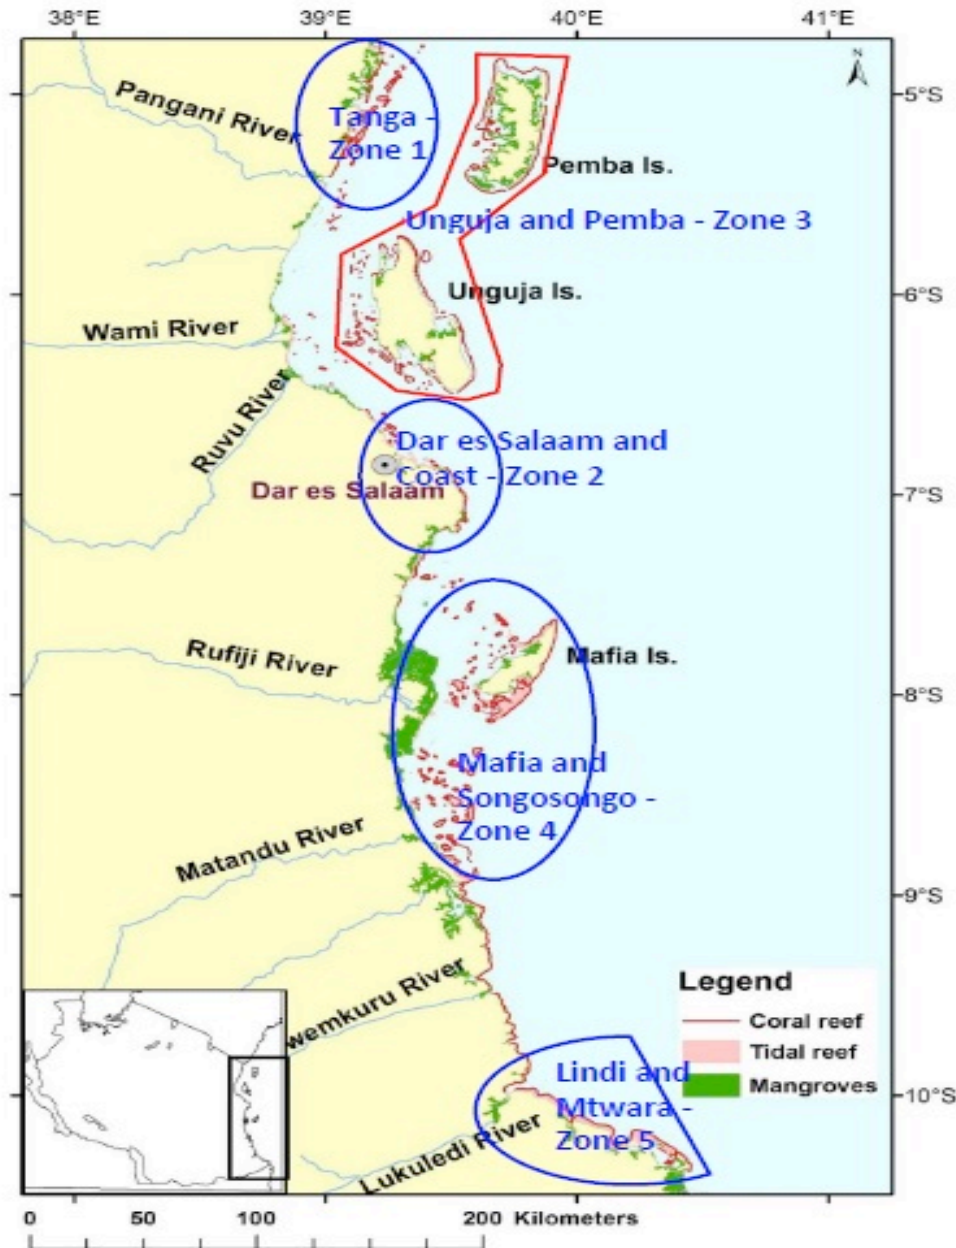 38°E 39°E 40°E 41°E
N
5°S
Pangani River
Tanga -
Zone 1
Pemba Is.
Unguja and Pemba - Zone 3
6°S
Unguja Is.
Wami River
Ruvu River
Dar es Salaam and
Coast - Zone 2
Dar es Salaam
7°S
Rufiji River
Mafia Is.
8°S
Mafia and
Songosongo -
Zone 4
Matandu River
9°S
wemkuru River
Legend
Coral reef
Tidal reef
Mangroves
Lindi and
Mtwara -
Zone 5
10°S
Lukuledi River
0 50 100 200 Kilometers